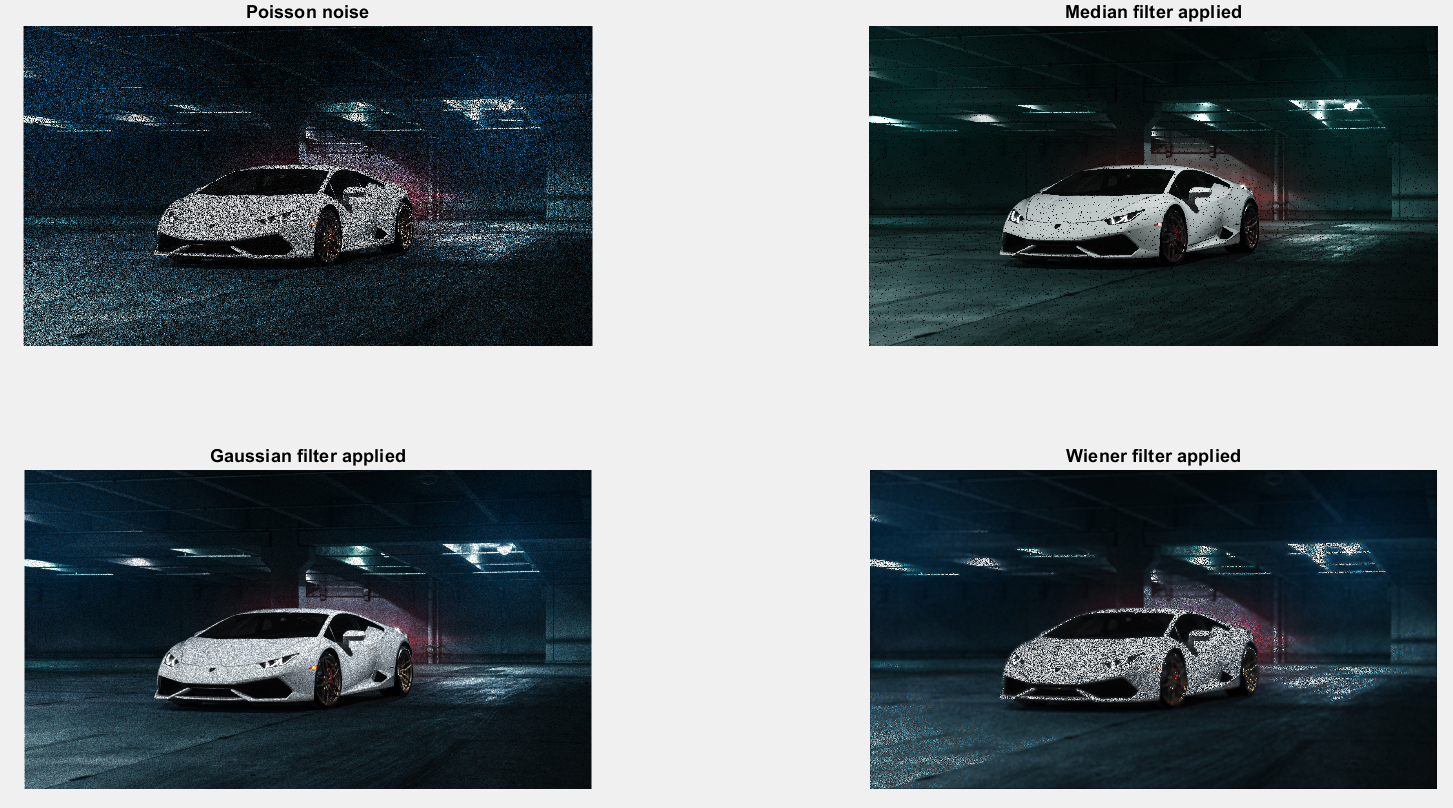 Poisson noise
Median filter applied
Gaussian filter applied
Wiener filter applied